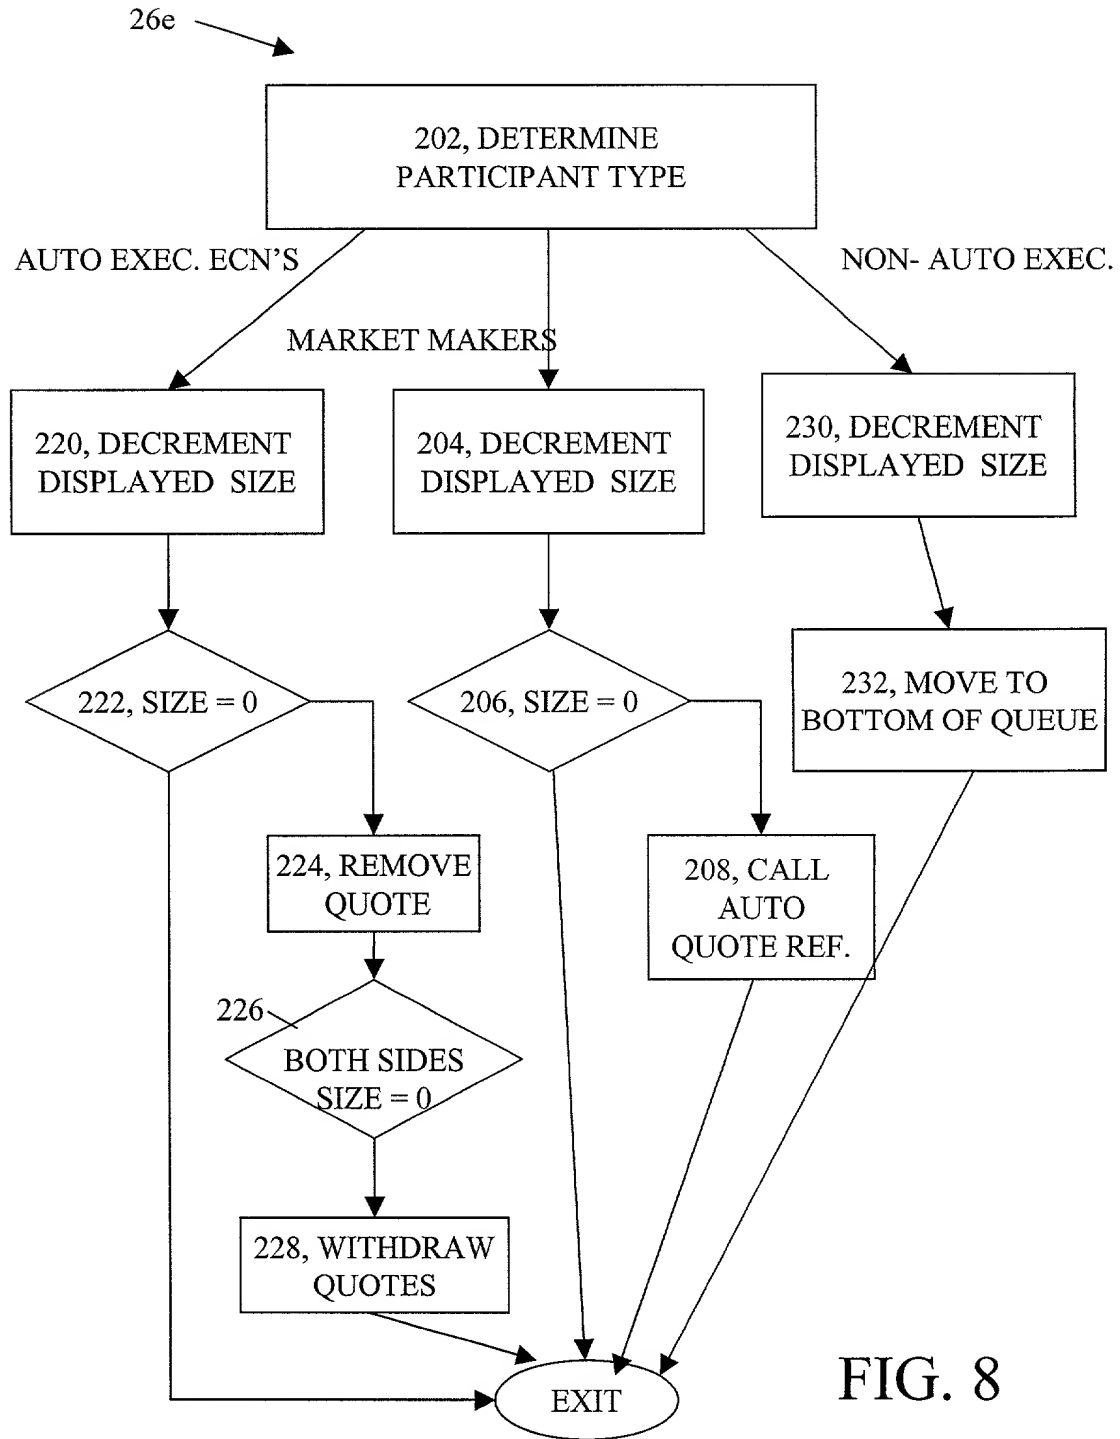 26e
202, DETERMINE
PARTICIPANT TYPE
AUTO EXEC. ECN'S
NON- AUTO EXEC.
MARKET MAKERS
220, DECREMENT
DISPLAYED SIZE
204, DECREMENT
DISPLAYED SIZE
230, DECREMENT
DISPLAYED SIZE
222, SIZE = 0
206, SIZE = 0
232, MOVE TO
BOTTOM OF QUEUE
224, REMOVE
QUOTE
208, CALL
AUTO
QUOTE REF.
226
BOTH SIDES
SIZE = 0
228, WITHDRAW
QUOTES
EXIT
FIG. 8